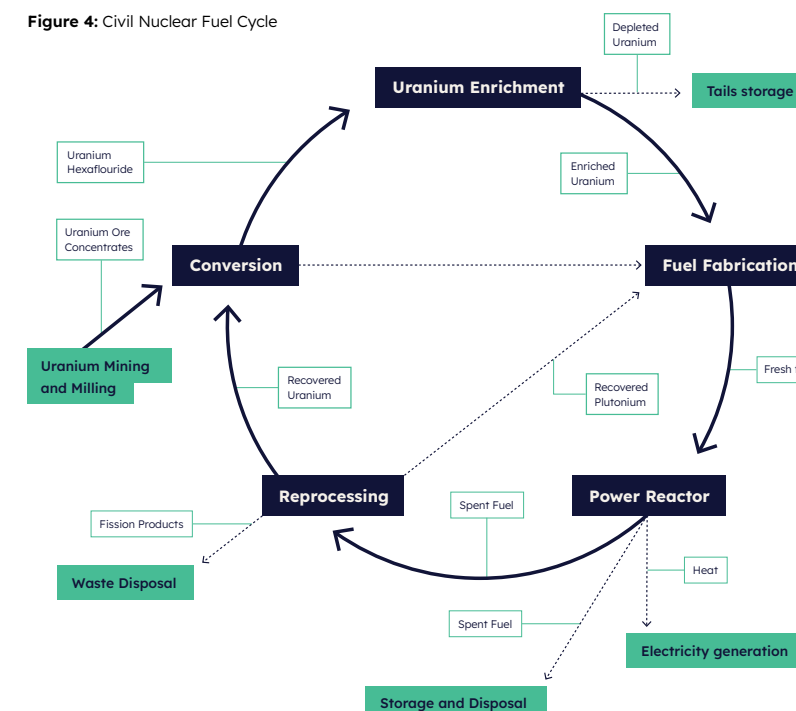 Figure 4: Civil Nuclear Fuel Cycle
Depleted
Uranium
Uranium Enrichment
Tails storage
Uranium
Hexaflouride
Enriched
Uranium
Uranium Ore
Concentrates
Conversion
Fuel Fabrication
Uranium Mining
and Milling
Recovered
Uranium
Recovered
Plutonium
Fresh
Reprocessing
Power Reactor
Spent Fuel
Fission Products
Waste Disposal
Heat
Spent Fuel
Electricity generation
Storage and Disposal